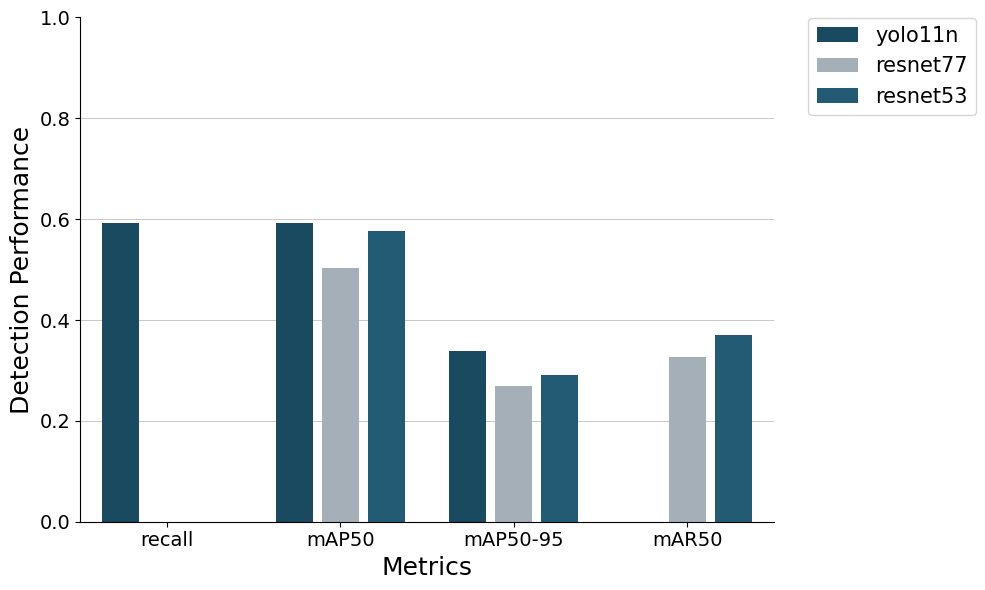 1.0
0.8
0.6
0.4
0.2
0.0
Detection Performance
recall
mAP50
mAP50-95
mAR50
Metrics
yolo11n
resnet77
resnet53